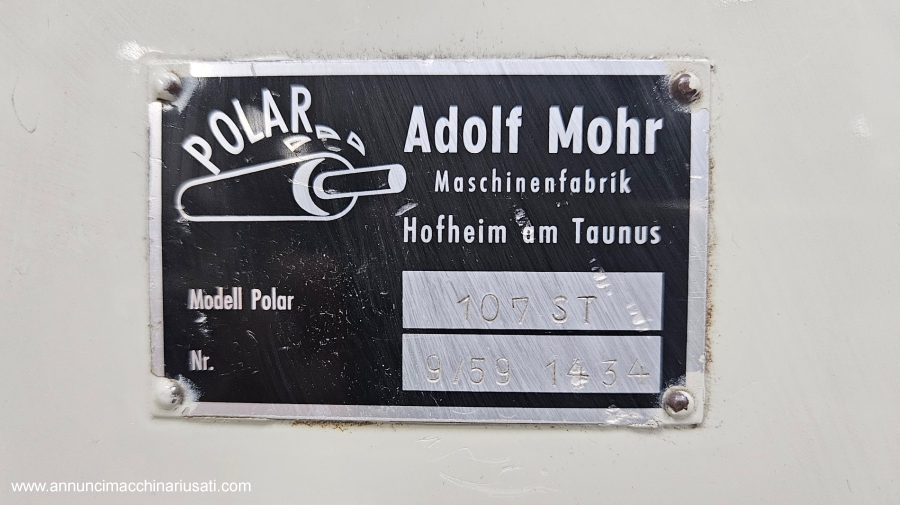 POLAR
Adolf Mohr
Maschinenfabrik
Hofheim am Taunus
Modell Polar 107 ST
Nr. 9/59 1434
www.annuncimacchinariusati.com